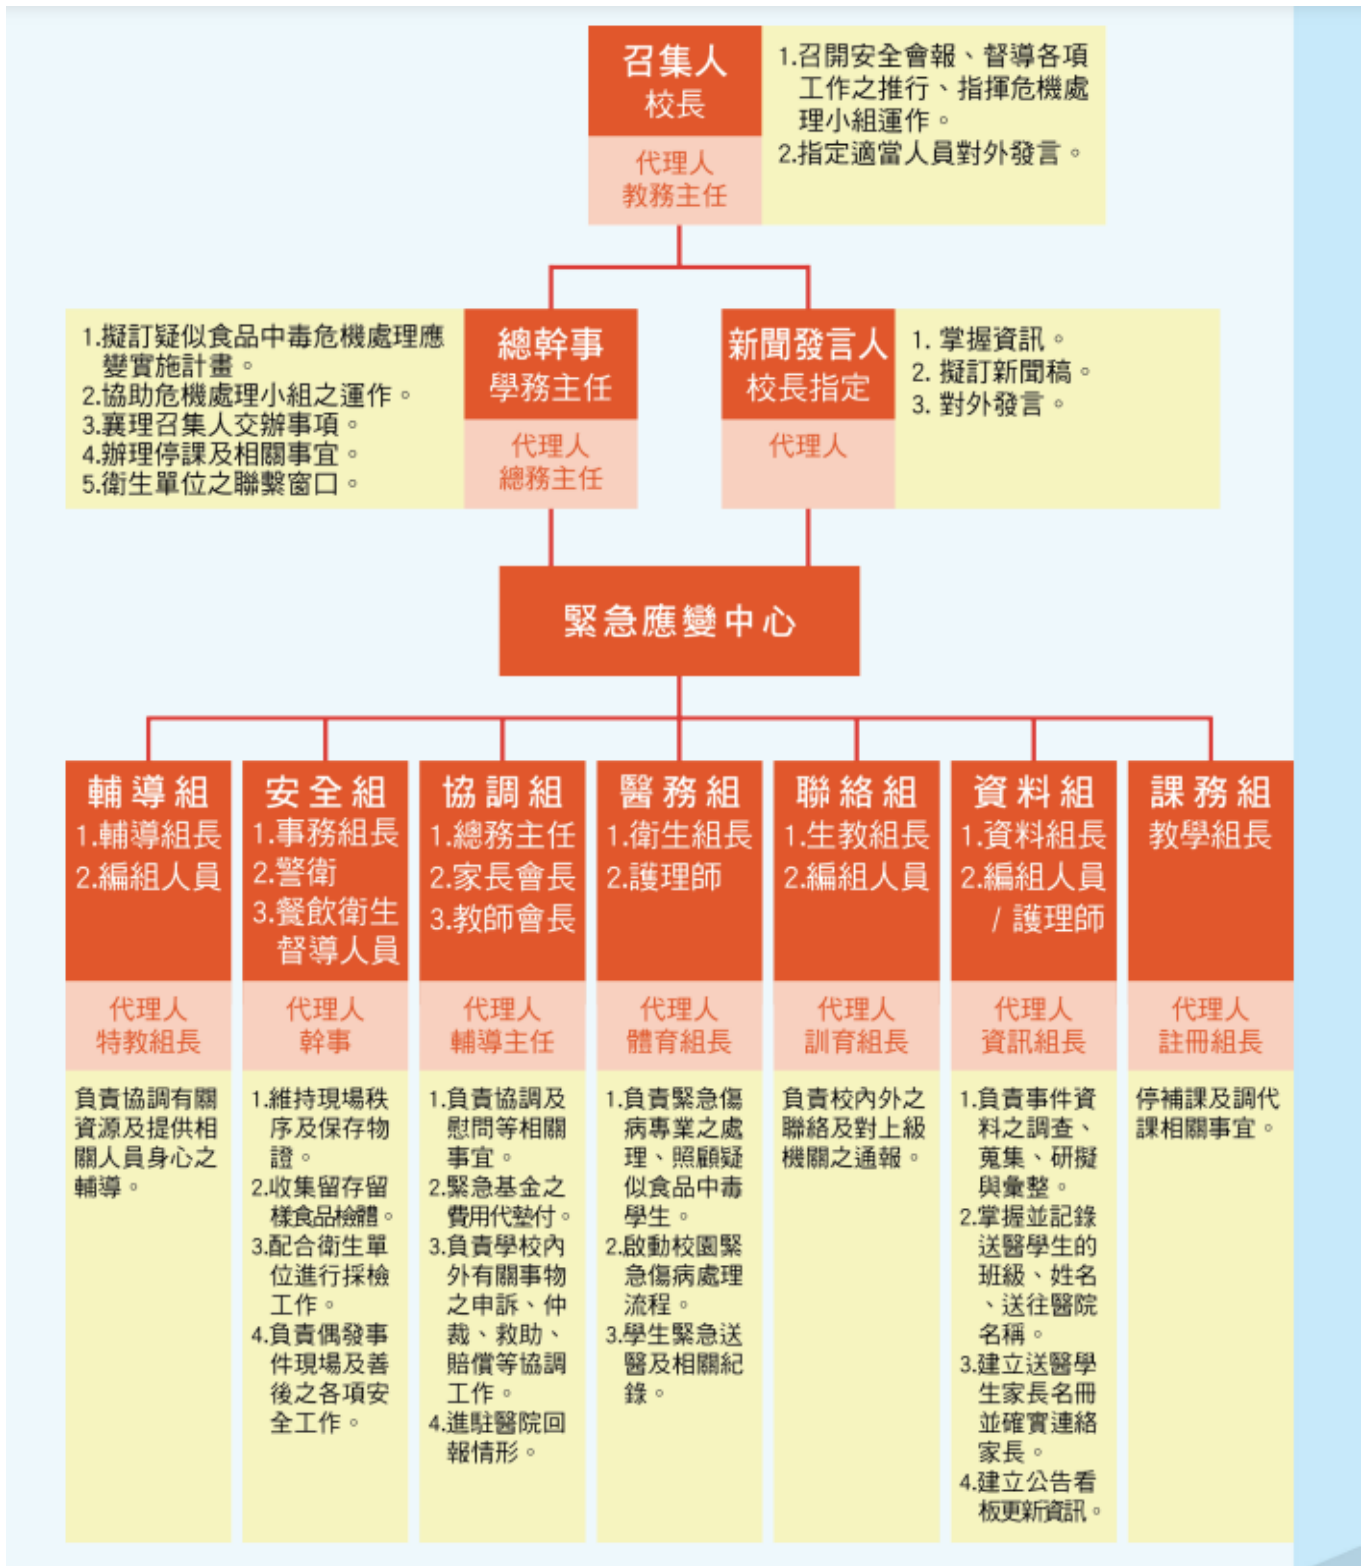 召集人
校長
代理人
教務主任
1.召開安全會報、督導各項
工作之推行、指揮危機處
理小組運作。
2.指定適當人員對外發言。
1.擬訂疑似食品中毒危機處理應
變實施計畫。
2.協助危機處理小組之運作。
3.襄理召集人交辦事項。
4.辦理停課及相關事宜。
5.衛生單位之聯繫窗口。
總幹事
學務主任
代理人
總務主任
新聞發言人
校長指定
代理人
1. 掌握資訊。
2. 擬訂新聞稿。
3. 對外發言。
緊急應變中心
輔導組
1.輔導組長
2.編組人員
代理人
特教組長
負責協調有關
資源及提供相
關人員身心之
輔導。
安全組
1.事務組長
2.警衛
3.餐飲衛生
督導人員
代理人
幹事
1.維持現場秩
序及保存物
證。
2.收集留存留
樣食品檢體。
3.配合衛生單
位進行採檢
工作。
4.負責偶發事
件現場及善
後之各項安
全工作。
協調組
1.總務主任
2.家長會長
3.教師會長
代理人
輔導主任
1.負責協調及
慰問等相關
事宜。
2.緊急基金之
費用代墊付。
3.負責學校內
外有關事物
之申訴、仲
裁、救助、
賠償等協調
工作。
4.進駐醫院回
報情形。
醫務組
1.衛生組長
2.護理師
代理人
體育組長
1.負責緊急傷
病專業之處
理、照顧疑
似食品中毒
學生。
2.啟動校園緊
急傷病處理
流程。
3.學生緊急送
醫及相關紀
錄。
聯絡組
1.生教組長
2.編組人員
代理人
訓育組長
負責校內外之
聯絡及對上級
機關之通報。
資料組
1.資料組長
2.編組人員
/ 護理師
代理人
資訊組長
1.負責事件資
料之調查、
蒐集、研擬
與彙整。
2.掌握並記錄
送醫學生的
班級、姓名
、送往醫院
名稱。
3.建立送醫學
生家長名冊
並確實連絡
家長。
4.建立公告看
板更新資訊。
課務組
教學組長
代理人
註冊組長
停補課及調代
課相關事宜。